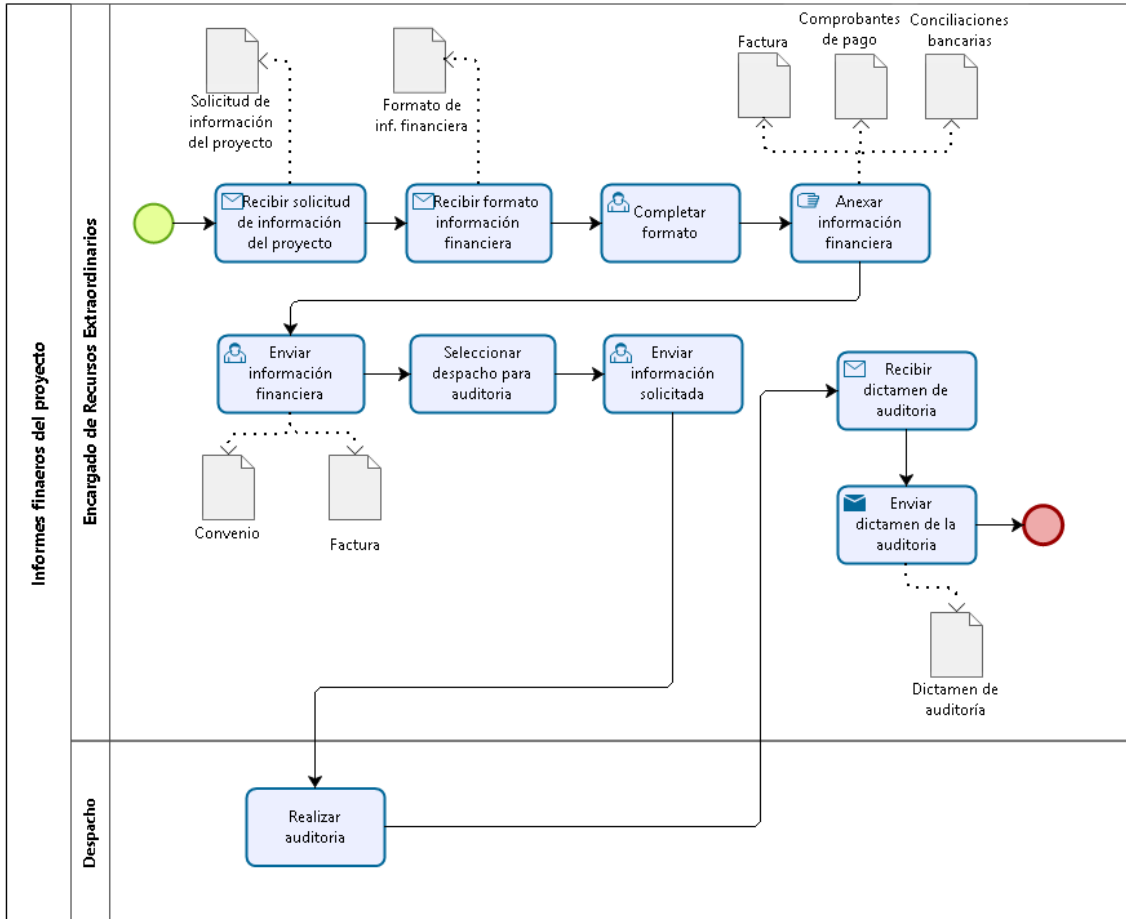 Informes finaeros del proyecto
Encargado de Recursos Extraordinarios
Solicitud de
información
del proyecto
Formato de
inf. financiera
Factura
Comprobantes
de pago
Conciliaciones
bancarias
Recibir solicitud
de información
del proyecto
Recibir formato
información
financiera
Completar
formato
Anexar
información
financiera
Enviar
información
financiera
Seleccionar
despacho para
auditoria
Enviar
información
solicitada
Recibir
dictamen de
auditoria
Convenio
Factura
Enviar
dictamen de la
auditoria
Dictamen de
auditoría
Despacho
Realizar
auditoria